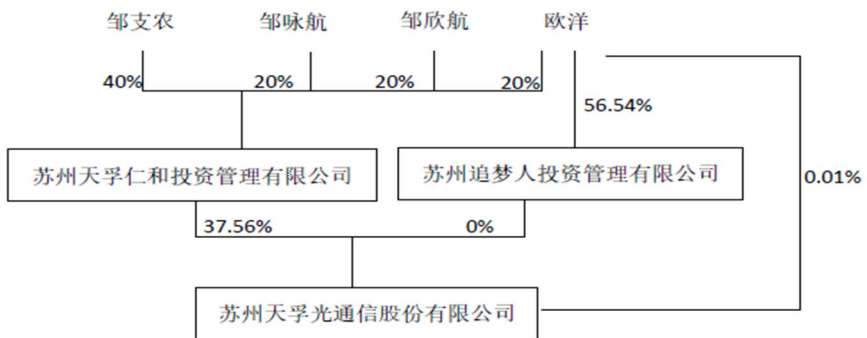 邹支农 邹咏航 邹欣航 欧洋
40% 20% 20% 20%
56.54%
苏州天孚仁和投资管理有限公司 苏州追梦人投资管理有限公司 0.01%
37.56% 0%
苏州天孚光通信股份有限公司